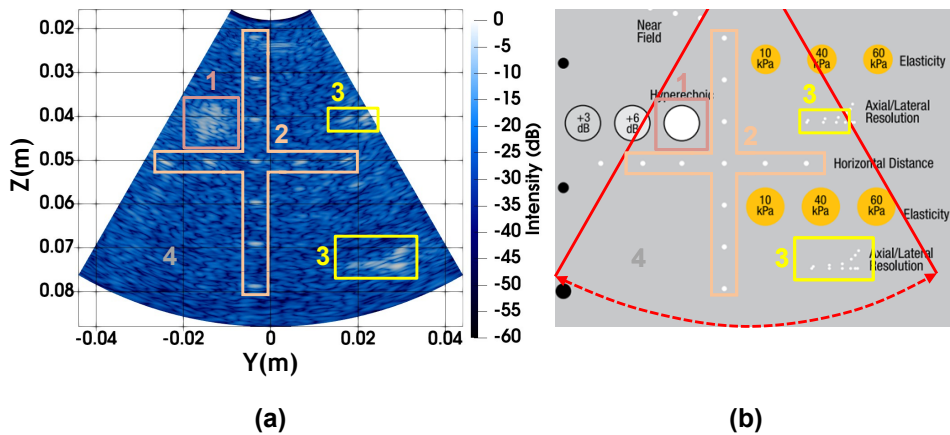 0.02
0.03
0.04
0.05
0.06
0.07
0.08
Z(m)
-0.04
-0.02
0
0.02
0.04
Y(m)
1
2
3
3
4
0
-5
-10
-15
-20
-25
-30
-35
-40
-45
-50
-55
-60
Intensity (dB)
(a)
Near
Field
10
kPa
40
kPa
60
kPa
Elasticity
1
Hyperechoic
+3
dB
+6
dB
2
3
Axial/Lateral
Resolution
Horizontal Distance
10
kPa
40
kPa
60
kPa
Elasticity
3
Axial/Lateral
Resolution
4
(b)